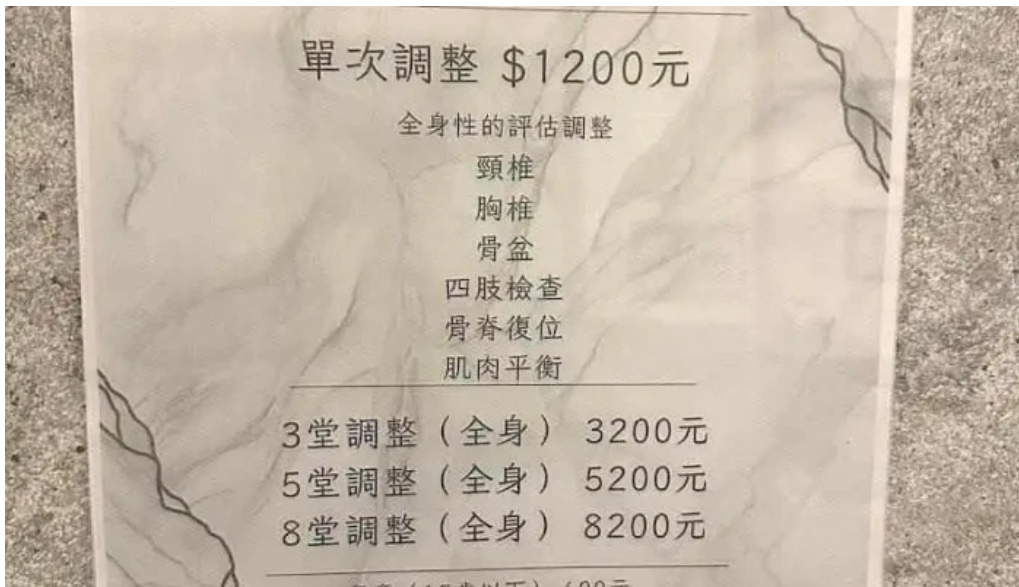 單次調整 $1200元
全身性的評估調整
頸椎
胸椎
骨盆
四肢檢查
骨脊復位
肌肉平衡
3堂調整（全身） 3200元
5堂調整（全身） 5200元
8堂調整（全身） 8200元